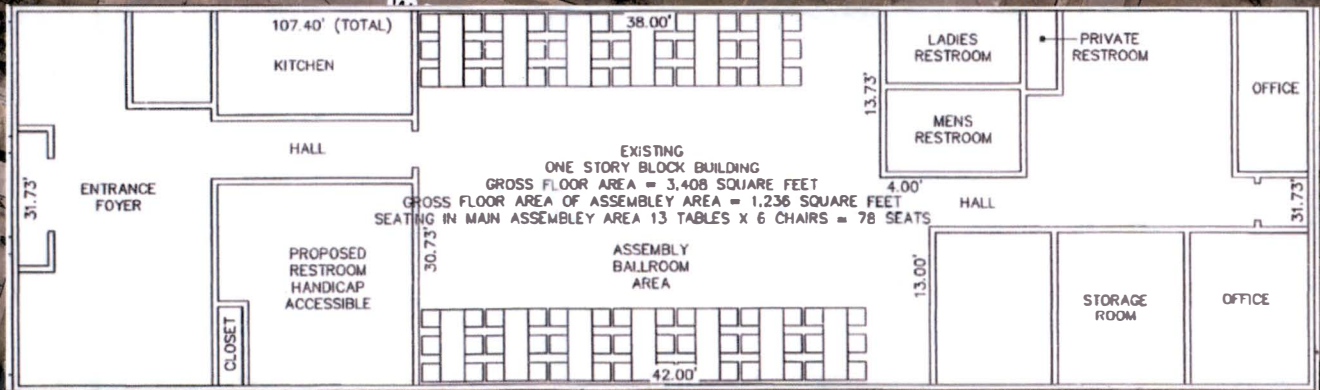 107.40' (TOTAL)
KITCHEN
38.00'
LADIES
RESTROOM
PRIVATE
RESTROOM
OFFICE
13.73'
MENS
RESTROOM
HALL
31.73'
ENTRANCE
FOYER
EXISTING
ONE STORY BLOCK BUILDING
GROSS FLOOR AREA = 3,408 SQUARE FEET
GROSS FLOOR AREA OF ASSEMBLEY AREA = 1,236 SQUARE FEET
SEATING IN MAIN ASSEMBLEY AREA 13 TABLES X 6 CHAIRS = 78 SEATS
4.00'
HALL
31.73'
PROPOSED
RESTROOM
HANDICAP
ACCESSIBLE
30.73'
ASSEMBLY
BALLROOM
AREA
13.00'
STORAGE
ROOM
OFFICE
CLOSET
42.00'